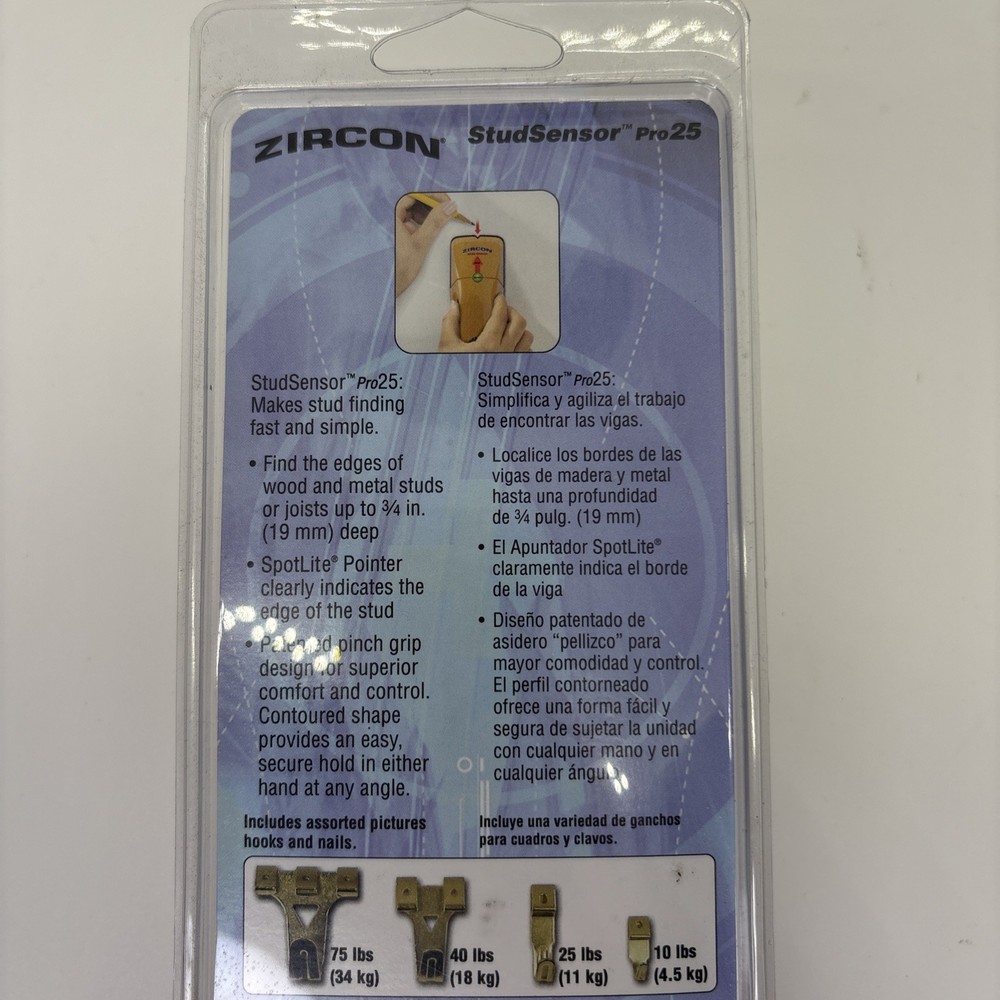 ZIRCON® StudSensor™ Pro25
ZIRCON
StudSensor™ Pro25:
Makes stud finding
fast and simple.
• Find the edges of
wood and metal studs
or joists up to ¾ in.
(19 mm) deep
• SpotLite® Pointer
clearly indicates the
edge of the stud
• Patented pinch grip
design for superior
comfort and control.
Contoured shape
provides an easy,
secure hold in either
hand at any angle.
Includes assorted pictures
hooks and nails.
StudSensor™ Pro25:
Simplifica y agiliza el trabajo
de encontrar las vigas.
• Localice los bordes de las
vigas de madera y metal
hasta una profundidad
de ¾ pulg. (19 mm)
• El Apuntador SpotLite®
claramente indica el borde
de la viga
• Diseño patentado de
asidero “pellizco” para
mayor comodidad y control.
El perfil contorneado
ofrece una forma fácil y
segura de sujetar la unidad
con cualquier mano y en
cualquier ángulo.
Incluye una variedad de ganchos
para cuadros y clavos.
75 lbs
(34 kg)
40 lbs
(18 kg)
25 lbs
(11 kg)
10 lbs
(4.5 kg)